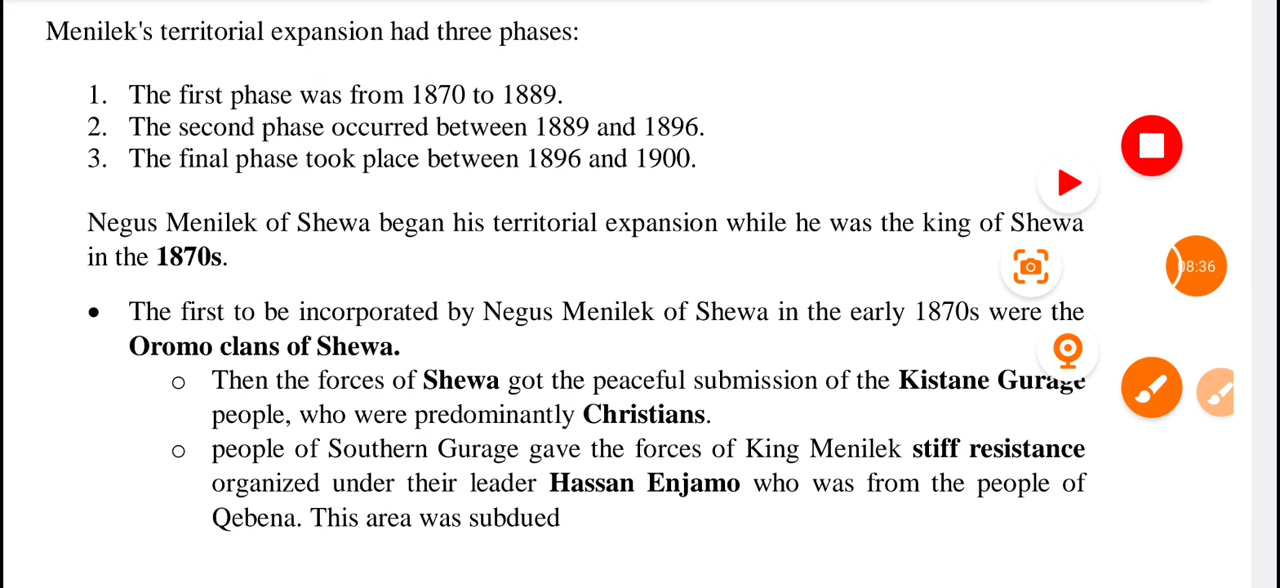 Menilek's territorial expansion had three phases:
1. The first phase was from 1870 to 1889.
2. The second phase occurred between 1889 and 1896.
3. The final phase took place between 1896 and 1900.
Negus Menilek of Shewa began his territorial expansion while he was the king of Shewa
in the 1870s.
• The first to be incorporated by Negus Menilek of Shewa in the early 1870s were the
Oromo clans of Shewa.
o Then the forces of Shewa got the peaceful submission of the Kistane Gurage
people, who were predominantly Christians.
o people of Southern Gurage gave the forces of King Menilek stiff resistance
organized under their leader Hassan Enjamo who was from the people of
Qebena. This area was subdued
08:36